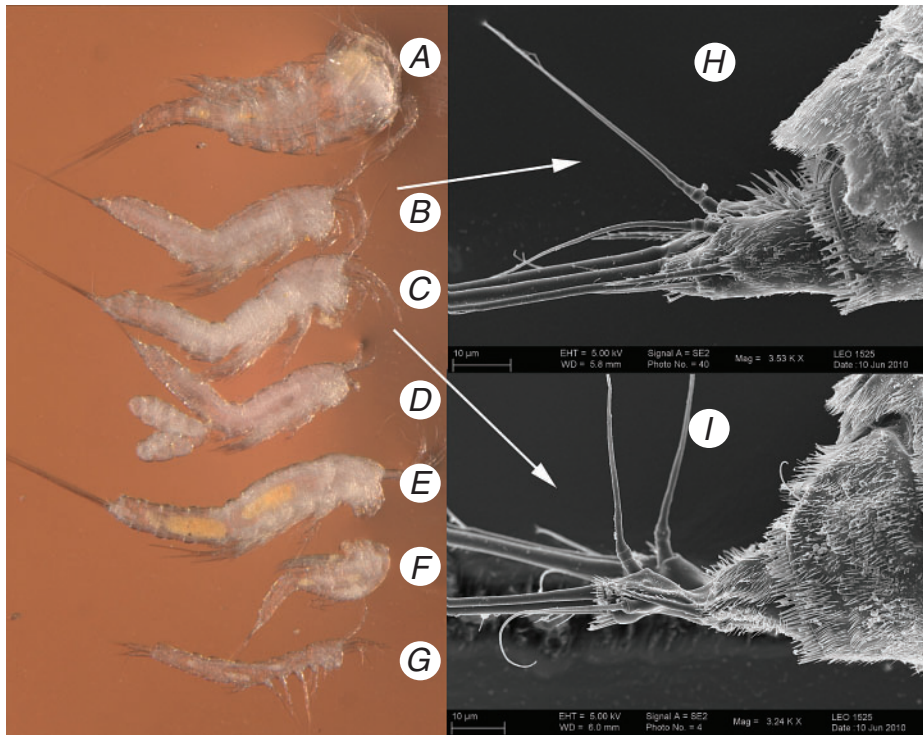 A
B
C
D
E
F
G
H
10 µm
EHT = 5.00 kV
WD = 5.8 mm
Signal A = SE2
Photo No. = 40
Mag = 3.53 K X
LEO 1525
Date :10 Jun 2010
I
10 µm
EHT = 5.00 kV
WD = 6.0 mm
Signal A = SE2
Photo No. = 4
Mag = 3.24 K X
LEO 1525
Date :10 Jun 2010